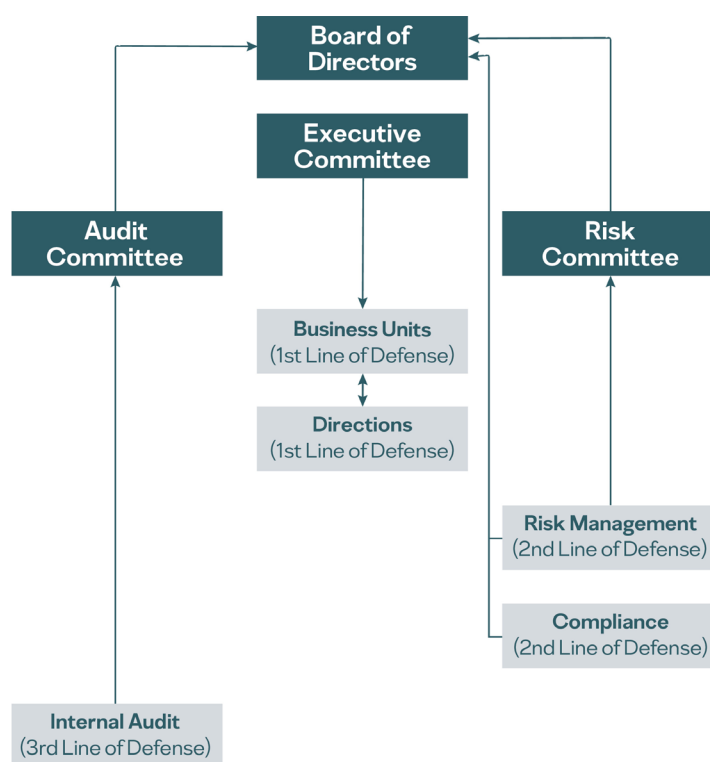 Board of
Directors
Executive
Committee
Audit
Committee
Risk
Committee
Business Units
(1st Line of Defense)
Directions
(1st Line of Defense)
Risk Management
(2nd Line of Defense)
Compliance
(2nd Line of Defense)
Internal Audit
(3rd Line of Defense)